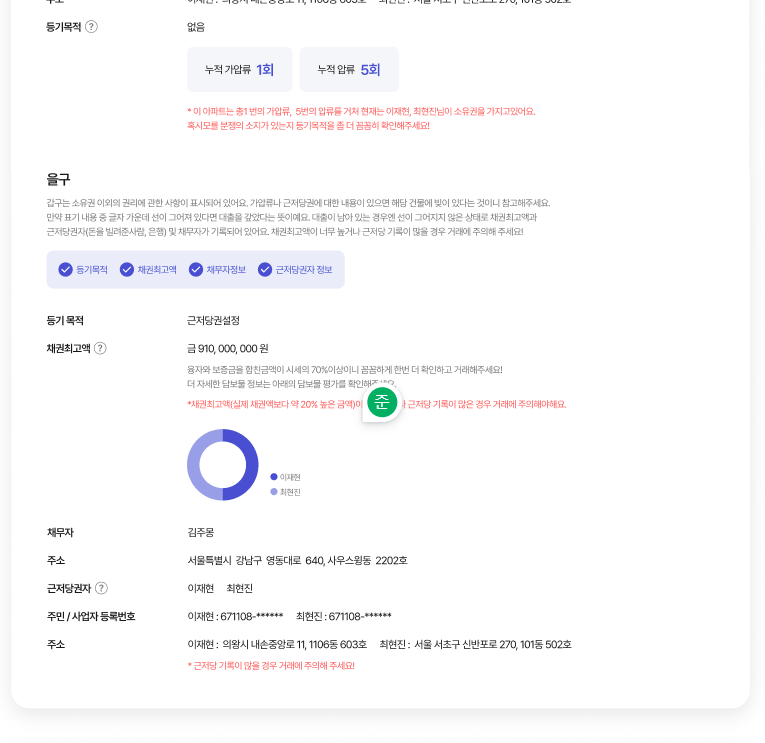 등기목적 ?
없음
누적 가압류 1회 누적 압류 5회
* 이 아파트는 총1 번의 가압류, 5번의 압류를 거쳐 현재는 이재현, 최현진님이 소유권을 가지고있어요.
혹시모를 분쟁의 소지가 있는지 등기목적을 좀 더 꼼꼼히 확인해주세요!
을구
갑구는 소유권 이외의 권리에 관한 사항이 표시되어 있어요. 가압류나 근저당권에 대한 내용이 있으면 해당 건물에 빚이 있다는 것이니 참고해주세요.
만약 표기 내용 중 글자 가운데 선이 그어져 있다면 대출을 갚았다는 뜻이예요. 대출이 남아 있는 경우엔 선이 그어지지 않은 상태로 채권최고액과
근저당권자(돈을 빌려준사람, 은행) 및 채무자가 기록되어 있어요. 채권최고액이 너무 높거나 근저당 기록이 많을 경우 거래에 주의해 주세요!
등기목적 채권최고액 채무자정보 근저당권자 정보
등기 목적 근저당권설정
채권최고액 ? 금 910, 000, 000 원
융자와 보증금을 합친금액이 시세의 70%이상이니 꼼꼼하게 한번 더 확인하고 거래해주세요!
더 자세한 담보물 정보는 아래의 담보물 평가를 확인해주세요.
*채권최고액(실제 채권액보다 약 20% 높은 금액)이 근저당 기록이 많은 경우 거래에 주의해야해요.
준
이재현
최현진
채무자 김주몽
주소 서울특별시 강남구 영동대로 640, 사우스윙동 2202호
근저당권자 ? 이재현 최현진
주민 / 사업자 등록번호 이재현 : 671108-****** 최현진 : 671108-******
주소 이재현 : 의왕시 내손중앙로 11, 1106동 603호 최현진 : 서울 서초구 신반포로 270, 101동 502호
* 근저당 기록이 많을 경우 거래에 주의해 주세요!